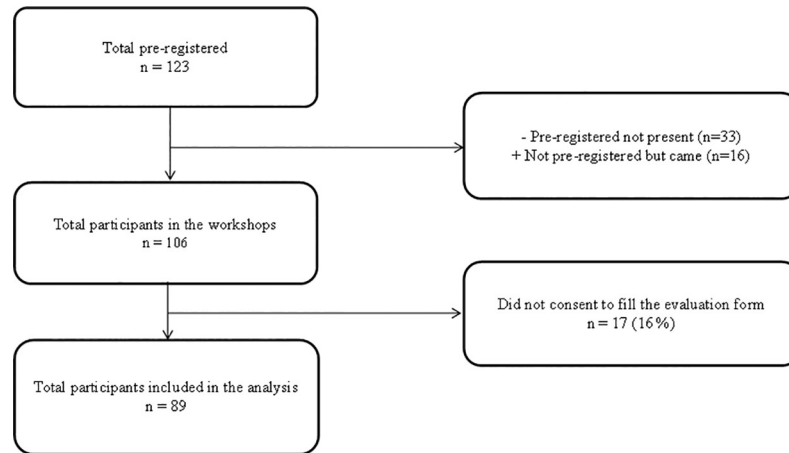 Total pre-registered
n = 123
- Pre-registered not present (n=33)
+ Not pre-registered but came (n=16)
Total participants in the workshops
n = 106
Did not consent to fill the evaluation form
n = 17 (16%)
Total participants included in the analysis
n = 89